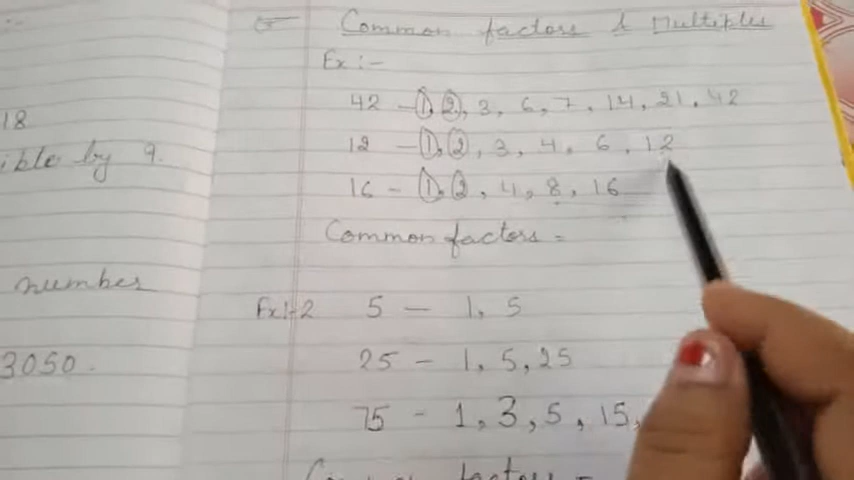 Common factors & Multiples
Ex :-
42 - 1, 2, 3, 6, 7, 14, 21, 42
12 - 1, 2, 3, 4, 6, 12
16 - 1, 2, 4, 8, 16
Common factors =
Ex:-2 5 - 1, 5
25 - 1, 5, 25
75 - 1, 3, 5, 15,
Common factors =
18
ible by 9.
number
3050.